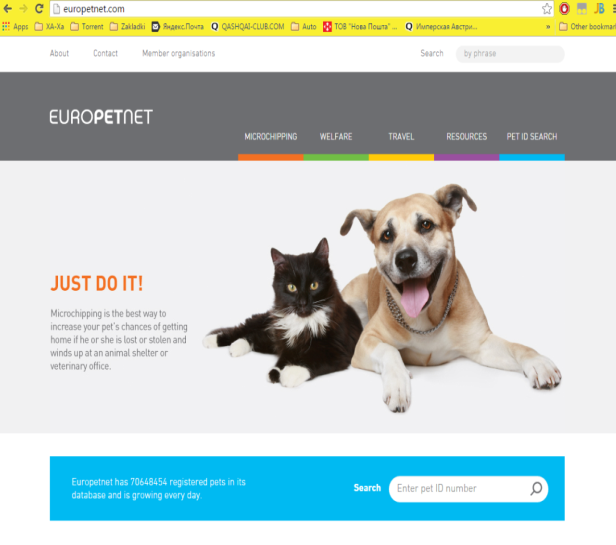 europetnet.com
Apps XA-Xa Torrent Zakladki Яндекс.Почта QASHQAI-CLUB.COM Auto ТОВ "Нова Пошта" ... Имперская Австри... » Other bookmar
About Contact Member organisations Search by phrase
EUROPETNET
MICROCHIPPING WELFARE TRAVEL RESOURCES PET ID SEARCH
JUST DO IT!
Microchipping is the best way to
increase your pet's chances of getting
home if he or she is lost or stolen and
winds up at an animal shelter or
veterinary office.
Europetnet has 70648454 registered pets in its
database and is growing every day.
Search Enter pet ID number